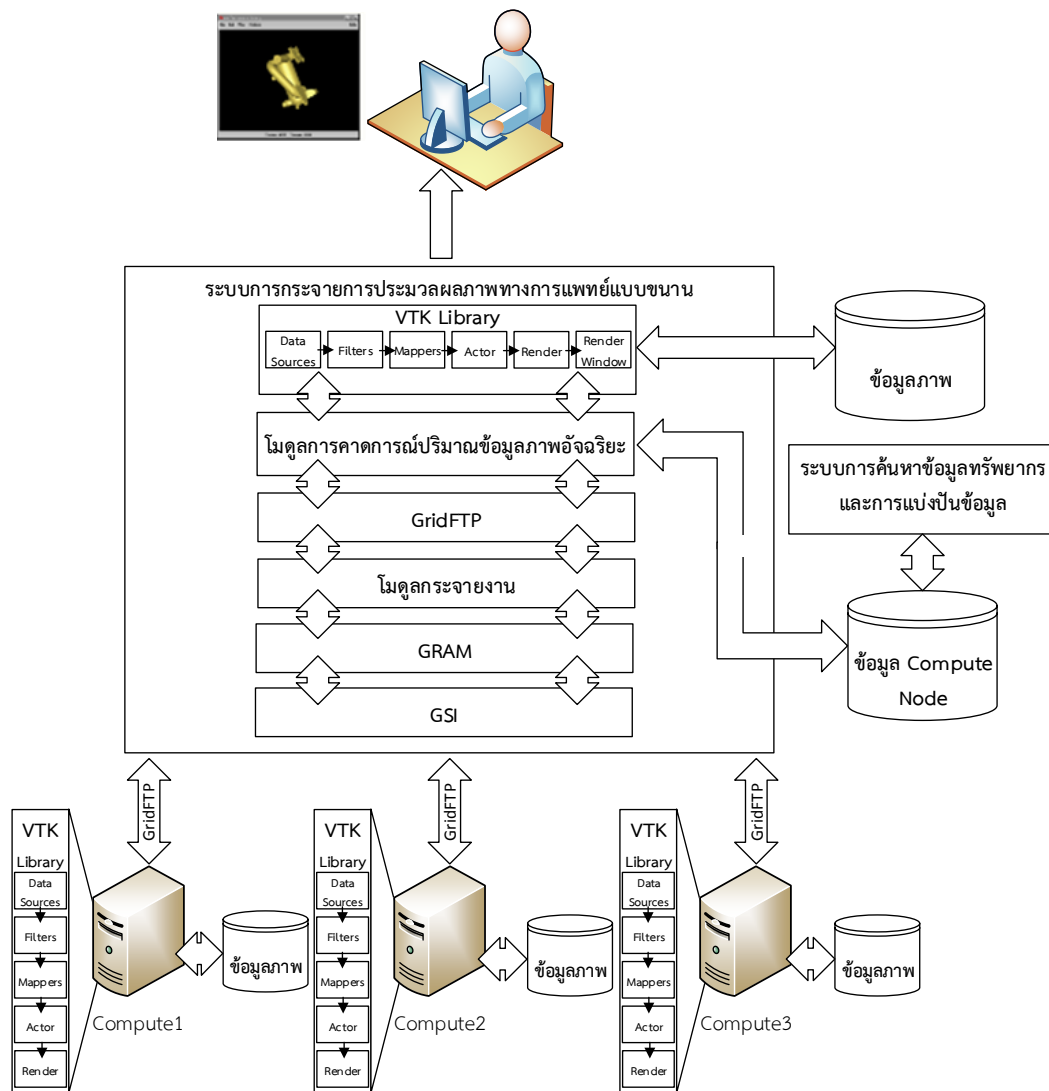 ระบบการกระจายการประมวลผลภาพทางการแพทย์แบบขนาน
VTK Library
Data
Sources
Filters
Mappers
Actor
Render
Render
Window
ข้อมูลภาพ
โมดูลการคาดการณ์ปริมาณข้อมูลภาพอัจฉริยะ
ระบบการค้นหาข้อมูลทรัพยากร
และการแบ่งปันข้อมูล
GridFTP
โมดูลกระจายงาน
GRAM
GSI
ข้อมูล Compute
Node
GridFTP
GridFTP
GridFTP
VTK
Library
Data
Sources
Filters
Mappers
Actor
Render
ข้อมูลภาพ
Compute1
VTK
Library
Data
Sources
Filters
Mappers
Actor
Render
ข้อมูลภาพ
Compute2
VTK
Library
Data
Sources
Filters
Mappers
Actor
Render
ข้อมูลภาพ
Compute3